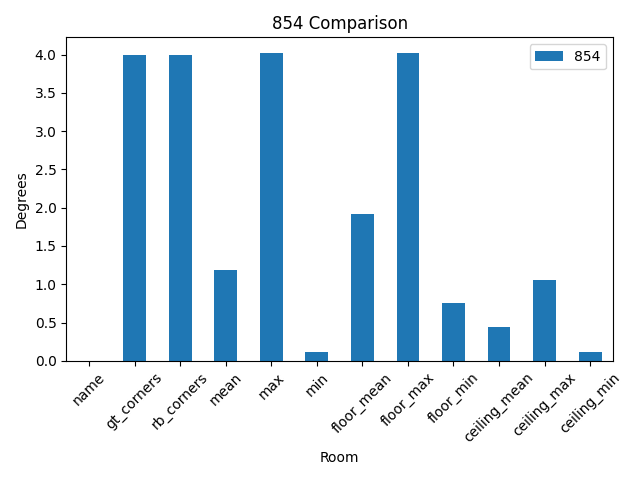 854 Comparison
854
Degrees
4.0
3.5
3.0
2.5
2.0
1.5
1.0
0.5
0.0
name
gt_corners
rb_corners
mean
max
min
floor_mean
floor_max
floor_min
ceiling_mean
ceiling_max
ceiling_min
Room